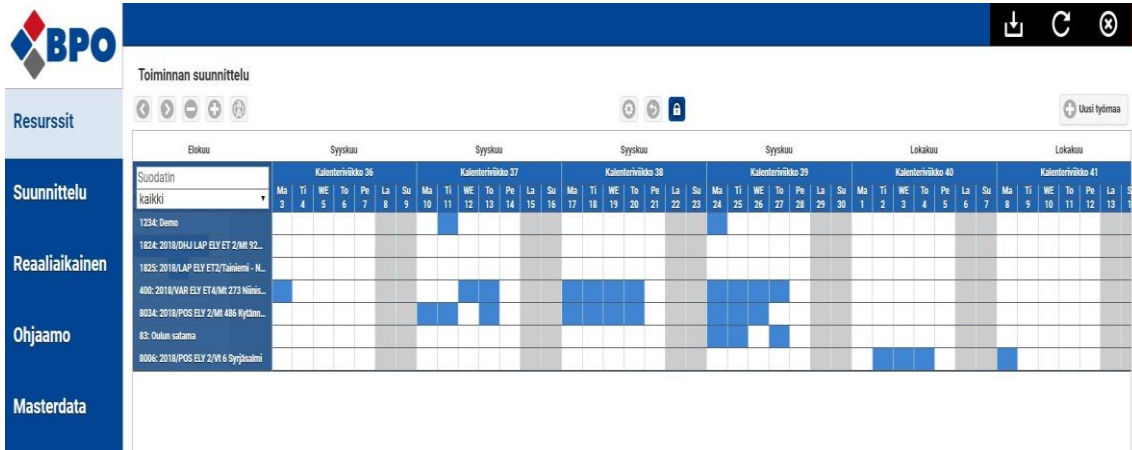 BPO
Toiminnan suunnittelu
Resurssit
Uusi työmaa
Elokuu Syyskuu Syyskuu Syyskuu Syyskuu Lokakuu Lokakuu
Suodatin
Kalenteriviikko 36 Kalenteriviikko 37 Kalenteriviikko 38 Kalenteriviikko 39 Kalenteriviikko 40 Kalenteriviikko 41
Suunnittelu
kaikki
Ma Ti WE To Pe La Su Ma Ti WE To Pe La Su Ma Ti WE To Pe La Su Ma Ti WE To Pe La Su Ma Ti WE To Pe La Su Ma Ti WE To Pe La S
3 4 5 6 7 8 9 10 11 12 13 14 15 16 17 18 19 20 21 22 23 24 25 26 27 28 29 30 1 2 3 4 5 6 7 8 9 10 11 12 13 1
1234: Demo
1824: 2018/DHJ LAP ELY ET 2/Mt 92...
Reaaliaikainen
1825: 2018/LAP ELY ET2/Tainiemi - N...
400: 2018/VAR ELY ET4/Mt 273 Niinis...
8034: 2018/POS ELY 2/Mt 486 Kytänn...
Ohjaamo
83: Oulun satama
8006: 2018/POS ELY 2/Vt 6 Syrjäsalmi
Masterdata